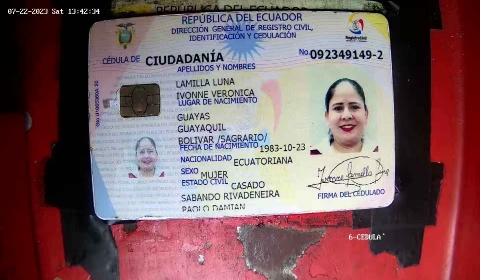 07-22-2023 Sat 13:42:34
REPÚBLICA DEL ECUADOR
REPÚBLICA DEL ECUADOR
DIRECCIÓN GENERAL DE REGISTRO CIVIL,
IDENTIFICACIÓN Y CEDULACIÓN
CÉDULA DE CIUDADANÍA No. 092349149-2
APELLIDOS Y NOMBRES
LAMILLA LUNA
IVONNE VERONICA
LUGAR DE NACIMIENTO
GUAYAS
GUAYAQUIL
BOLIVAR /SAGRARIO/
FECHA DE NACIMIENTO 1983-10-23
NACIONALIDAD ECUATORIANA
SEXO MUJER
ESTADO CIVIL CASADO
SABANDO RIVADENEIRA
PAOLO DAMIAN
FIRMA DEL CEDULADO
6-CEDULA